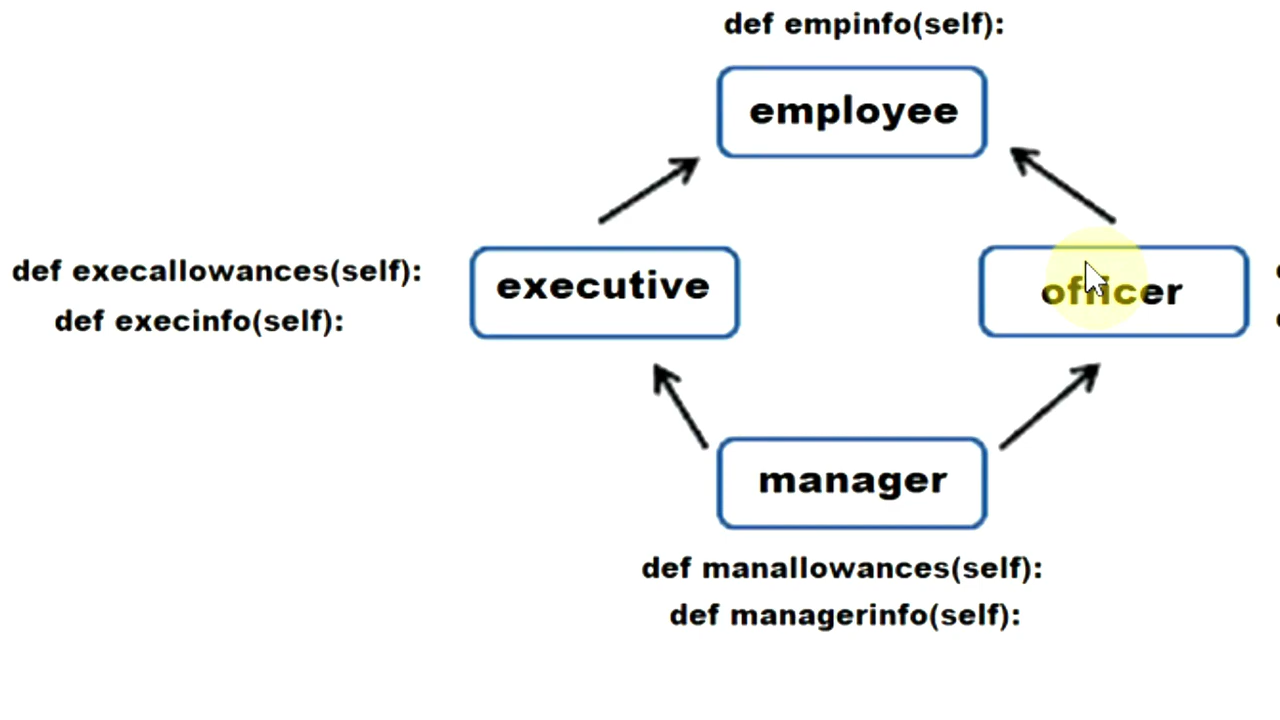 def empinfo(self):
employee
def execallowances(self):
def execinfo(self):
executive
officer
manager
def manallowances(self):
def managerinfo(self):